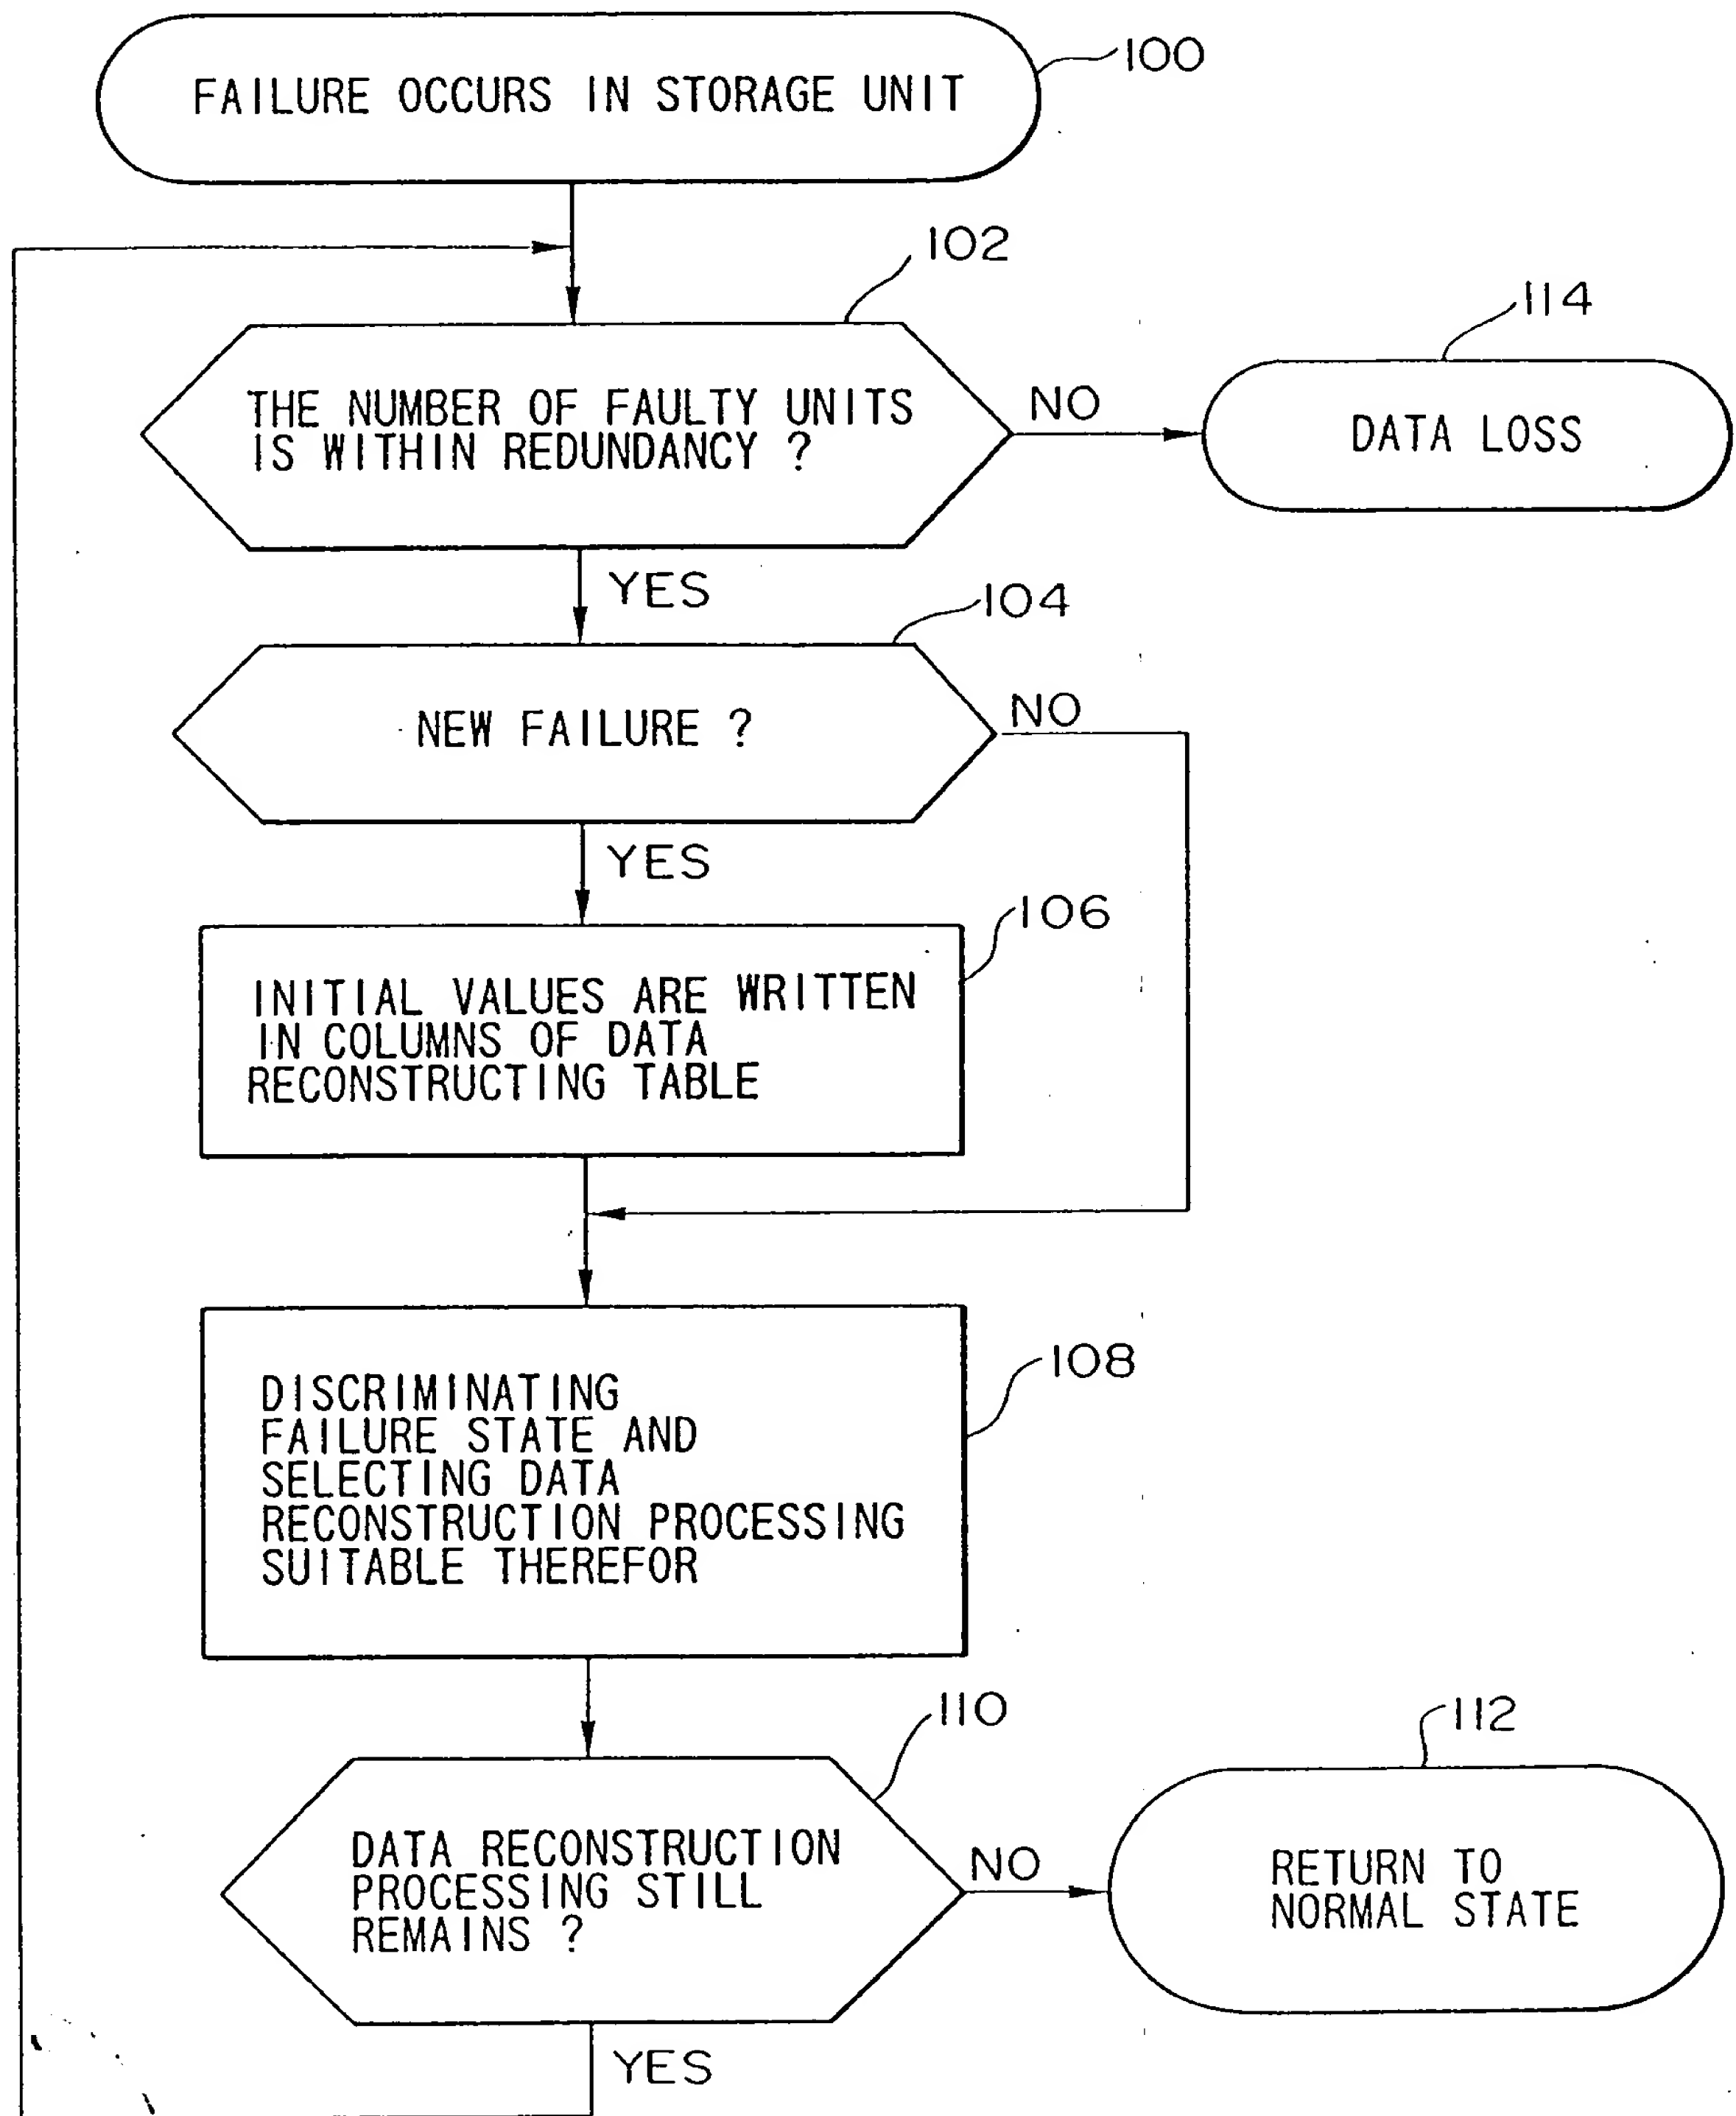 FAILURE OCCURS IN STORAGE UNIT
100
102
THE NUMBER OF FAULTY UNITS
IS WITHIN REDUNDANCY ?
NO
114
DATA LOSS
YES
104
NEW FAILURE ?
NO
YES
106
INITIAL VALUES ARE WRITTEN
IN COLUMNS OF DATA
RECONSTRUCTING TABLE
108
DISCRIMINATING
FAILURE STATE AND
SELECTING DATA
RECONSTRUCTION PROCESSING
SUITABLE THEREFOR
110
DATA RECONSTRUCTION
PROCESSING STILL
REMAINS ?
NO
112
RETURN TO
NORMAL STATE
YES